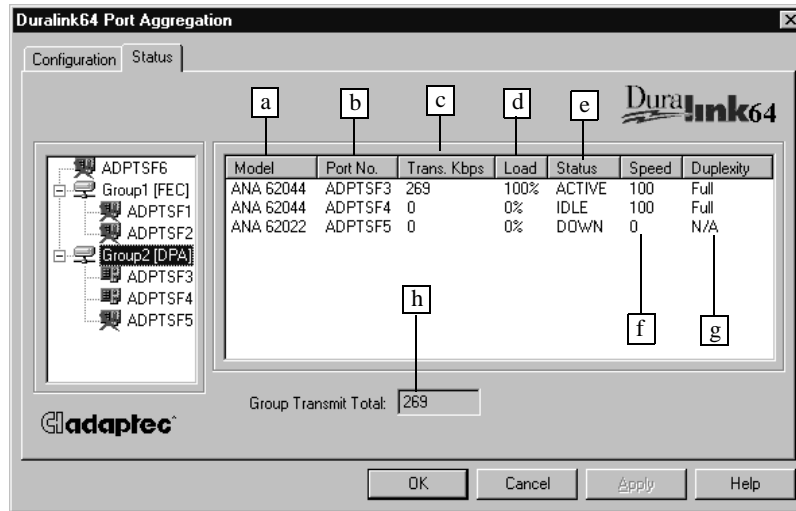 Duralink64 Port Aggregation
Configuration Status
a b c d e
Duralink64
ADPTSF6
Group1 [FEC]
ADPTSF1
ADPTSF2
Group2 [DPA]
ADPTSF3
ADPTSF4
ADPTSF5
Model Port No. Trans. Kbps Load Status Speed Duplexity
ANA 62044 ADPTSF3 269 100% ACTIVE 100 Full
ANA 62044 ADPTSF4 0 0% IDLE 100 Full
ANA 62022 ADPTSF5 0 0% DOWN 0 N/A
h f g
Group Transmit Total: 269
adaptec
OK Cancel Apply Help